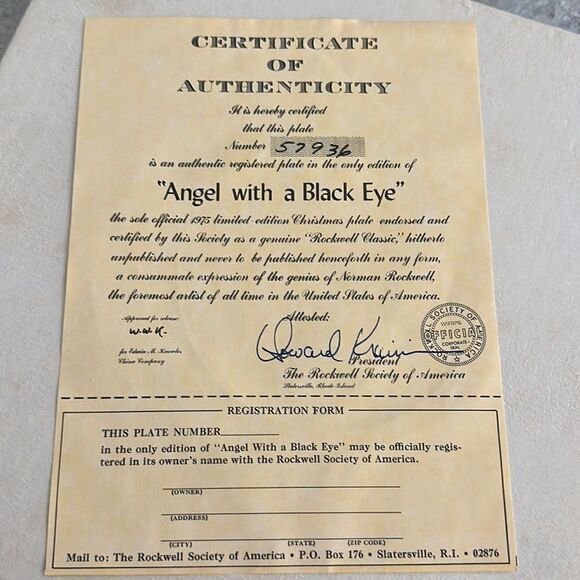 CERTIFICATE
OF
AUTHENTICITY
It is hereby certified
that this plate
Number 57936
is an authentic registered plate in the only edition of
"Angel with a Black Eye"
the sole official 1975 limited-edition Christmas plate endorsed and
certified by this Society as a genuine "Rockwell Classic," hitherto
unpublished and never to be published henceforth in any form,
a consummate expression of the genius of Norman Rockwell,
the foremost artist of all time in the United States of America.
Approved for release:
W.W.K.
for Edwin M. Knowles
China Company
Attested:
Howard
President
The Rockwell Society of America
Slatersville, Rhode Island
ROCKWELL SOCIETY OF AMERICA
OFFICIAL
CORPORATE
SEAL
REGISTRATION FORM
THIS PLATE NUMBER
in the only edition of "Angel With a Black Eye" may be officially regis-
tered in its owner's name with the Rockwell Society of America.
(OWNER)
(ADDRESS)
(CITY) (STATE) (ZIP CODE)
Mail to: The Rockwell Society of America • P.O. Box 176 • Slatersville, R.I. • 02876